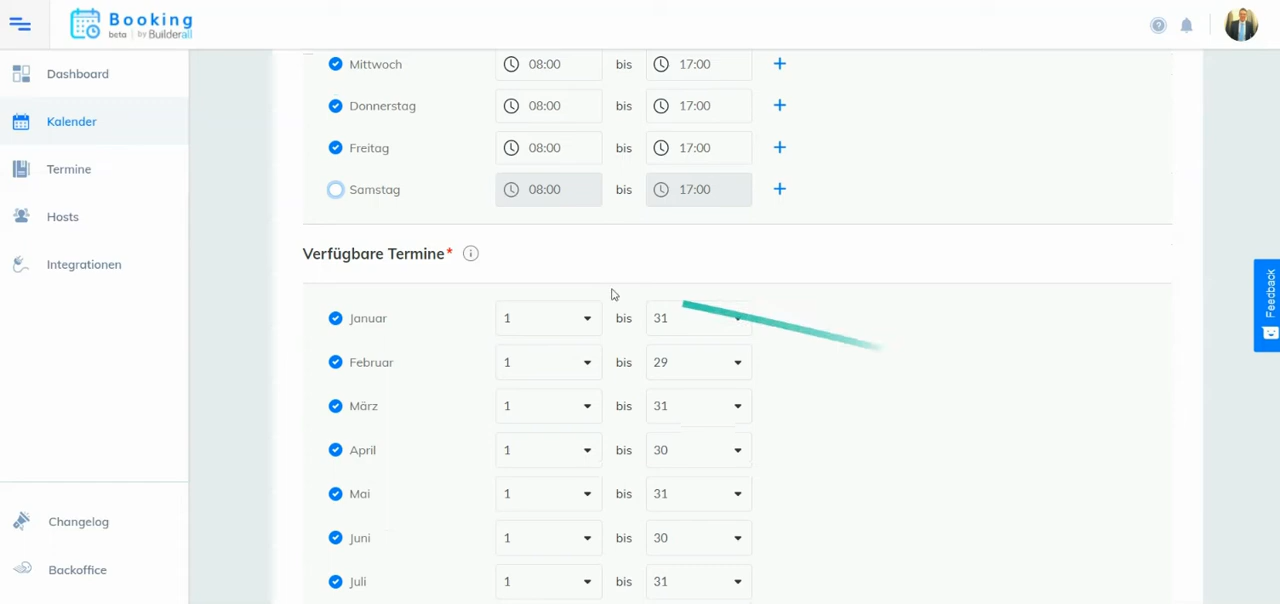 Booking
beta | by Builderall
Dashboard
Kalender
Termine
Hosts
Integrationen
Changelog
Backoffice
Mittwoch 08:00 bis 17:00
Donnerstag 08:00 bis 17:00
Freitag 08:00 bis 17:00
Samstag 08:00 bis 17:00
Verfügbare Termine*
Januar 1 bis 31
Februar 1 bis 29
März 1 bis 31
April 1 bis 30
Mai 1 bis 31
Juni 1 bis 30
Juli 1 bis 31
Feedback